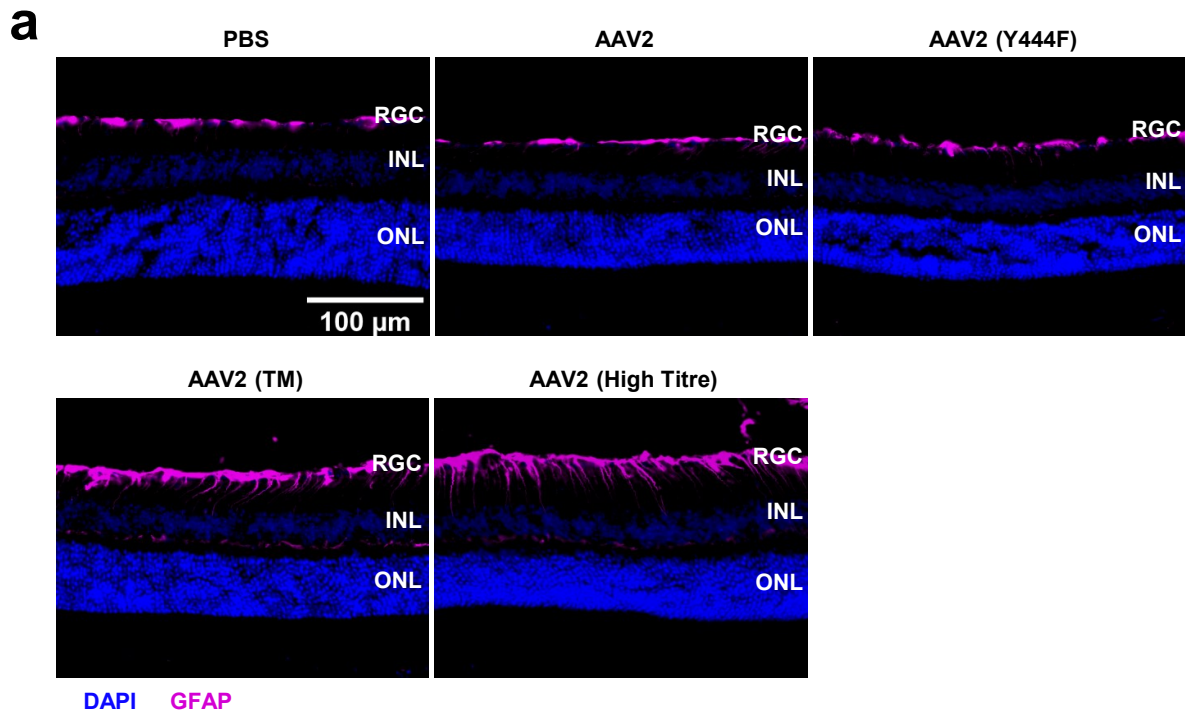 a
PBS
AAV2
AAV2 (Y444F)
RGC
INL
ONL
100 µm
RGC
INL
ONL
RGC
INL
ONL
AAV2 (TM)
AAV2 (High Titre)
RGC
INL
ONL
RGC
INL
ONL
DAPI GFAP